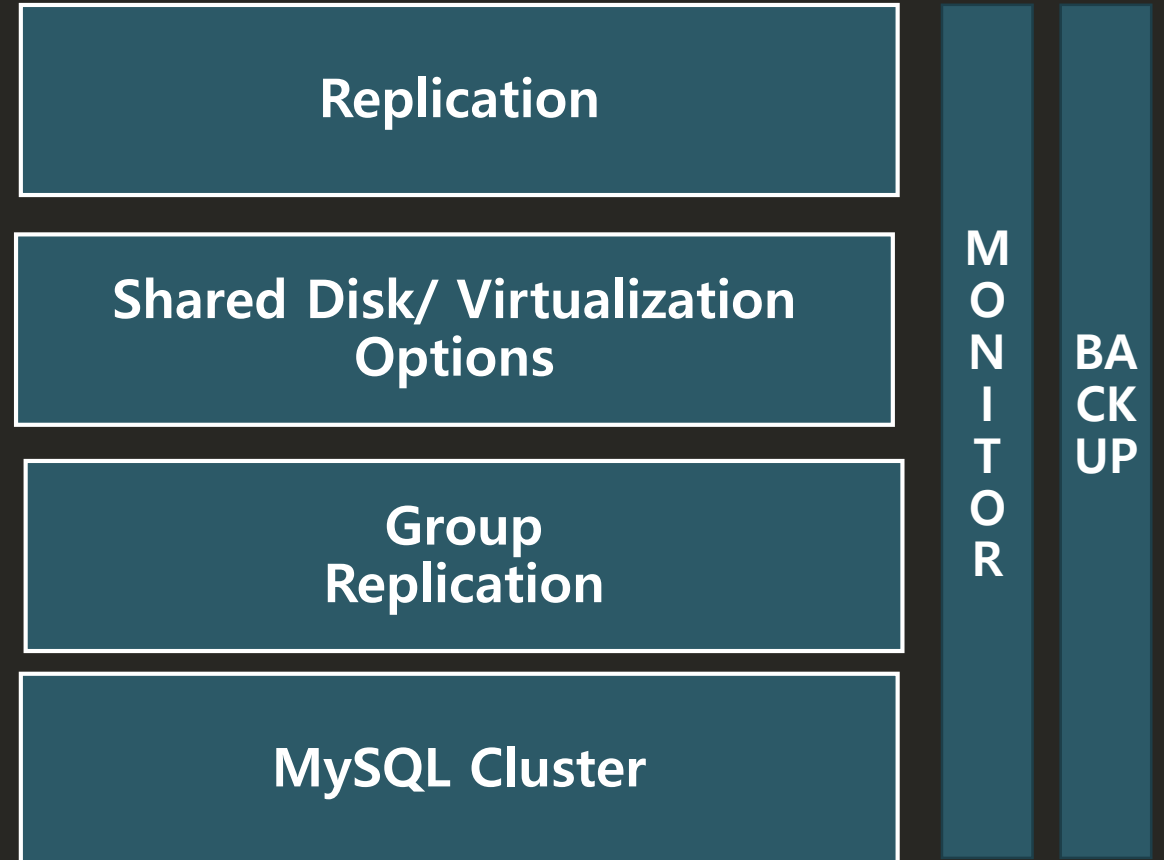 Replication
Shared Disk/ Virtualization
Options
Group
Replication
MySQL Cluster
M
O
N
I
T
O
R
BA
CK
UP